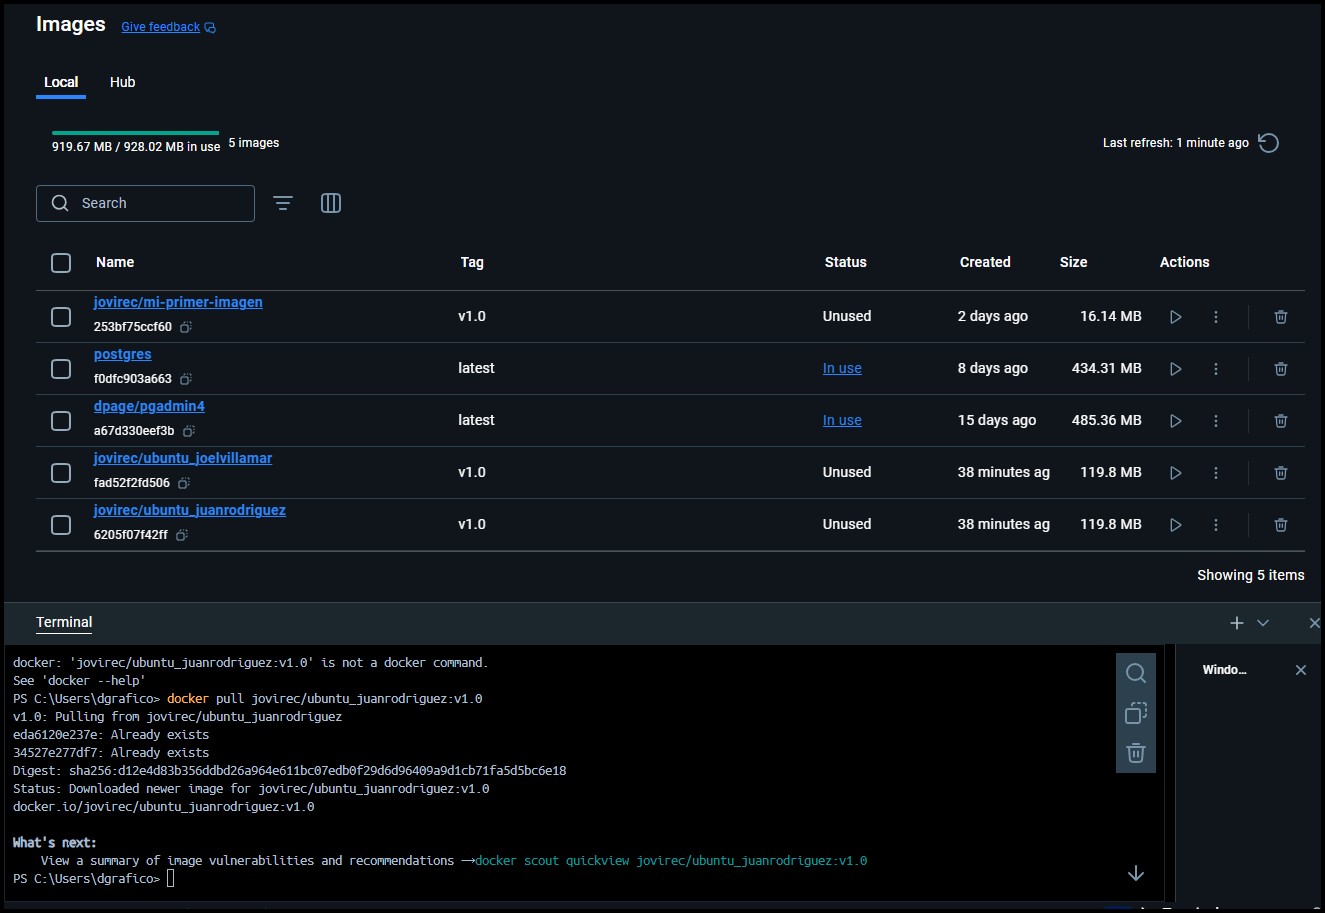 Images Give feedback
Local Hub
919.67 MB / 928.02 MB in use 5 images Last refresh: 1 minute ago
Search
Name Tag Status Created Size Actions
jovirec/mi-primer-imagen
253bf75ccf60 v1.0 Unused 2 days ago 16.14 MB
postgres
f0dfc903a663 latest In use 8 days ago 434.31 MB
dpage/pgadmin4
a67d330eef3b latest In use 15 days ago 485.36 MB
jovirec/ubuntu_joelvillamar
fad52f2fd506 v1.0 Unused 38 minutes ag 119.8 MB
jovirec/ubuntu_juanrodriguez
6205f07f42ff v1.0 Unused 38 minutes ag 119.8 MB
Showing 5 items
Terminal
Windo...
docker: 'jovirec/ubuntu_juanrodriguez:v1.0' is not a docker command.
See 'docker --help'
PS C:\Users\dgrafico> docker pull jovirec/ubuntu_juanrodriguez:v1.0
v1.0: Pulling from jovirec/ubuntu_juanrodriguez
eda6120e237e: Already exists
34527e277df7: Already exists
Digest: sha256:d12e4d83b356ddbd26a964e611bc07edb0f29d6d96409a9d1cb71fa5d5bc6e18
Status: Downloaded newer image for jovirec/ubuntu_juanrodriguez:v1.0
docker.io/jovirec/ubuntu_juanrodriguez:v1.0
What's next:
View a summary of image vulnerabilities and recommendations → docker scout quickview jovirec/ubuntu_juanrodriguez:v1.0
PS C:\Users\dgrafico>